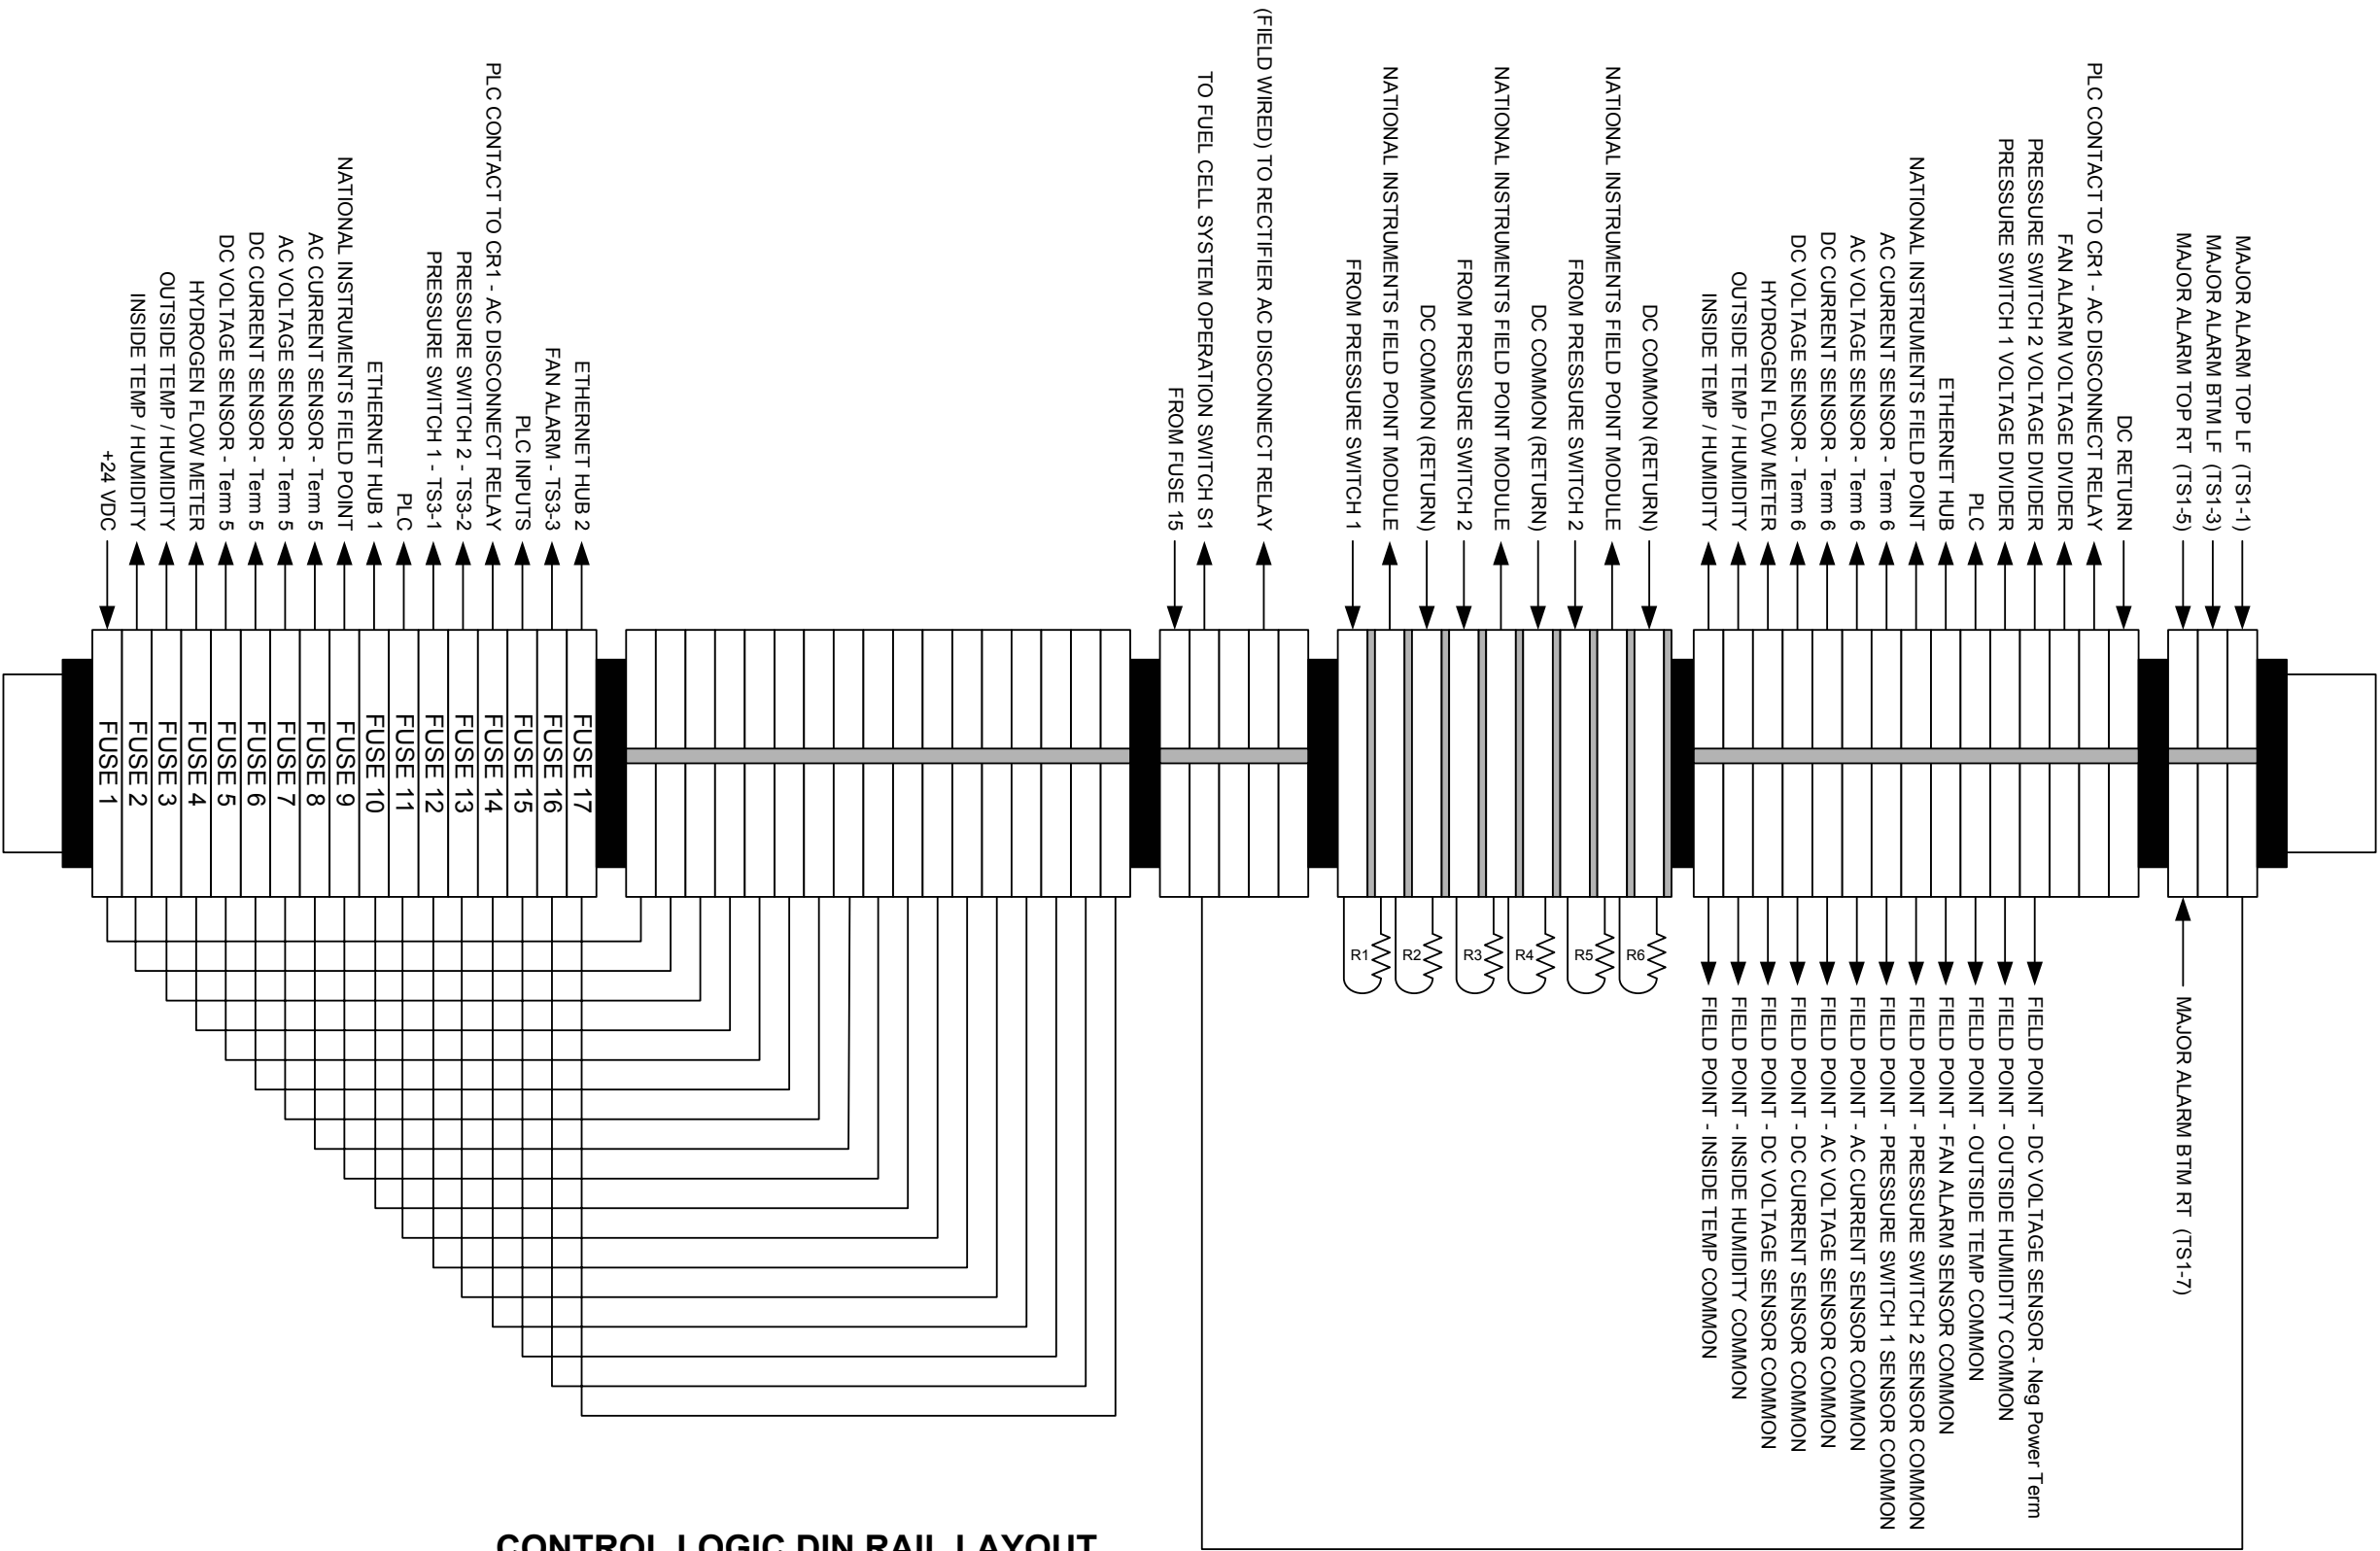 +24 VDC
INSIDE TEMP / HUMIDITY
OUTSIDE TEMP / HUMIDITY
HYDROGEN FLOW METER
DC VOLTAGE SENSOR - Term 5
DC CURRENT SENSOR - Term 5
AC VOLTAGE SENSOR - Term 5
AC CURRENT SENSOR - Term 5
NATIONAL INSTRUMENTS FIELD POINT
ETHERNET HUB 1
PLC
PRESSURE SWITCH 1 - TS3-1
PRESSURE SWITCH 2 - TS3-2
PLC CONTACT TO CR1 - AC DISCONNECT RELAY
PLC INPUTS
FAN ALARM - TS3-3
ETHERNET HUB 2
FROM FUSE 15
TO FUEL CELL SYSTEM OPERATION SWITCH S1
(FIELD WIRED) TO RECTIFIER AC DISCONNECT RELAY
FROM PRESSURE SWITCH 1
NATIONAL INSTRUMENTS FIELD POINT MODULE
DC COMMON (RETURN)
FROM PRESSURE SWITCH 2
NATIONAL INSTRUMENTS FIELD POINT MODULE
DC COMMON (RETURN)
FROM PRESSURE SWITCH 2
NATIONAL INSTRUMENTS FIELD POINT MODULE
DC COMMON (RETURN)
INSIDE TEMP / HUMIDITY
OUTSIDE TEMP / HUMIDITY
HYDROGEN FLOW METER
DC VOLTAGE SENSOR - Term 6
DC CURRENT SENSOR - Term 6
AC VOLTAGE SENSOR - Term 6
AC CURRENT SENSOR - Term 6
NATIONAL INSTRUMENTS FIELD POINT
ETHERNET HUB
PLC
PRESSURE SWITCH 1 VOLTAGE DIVIDER
PRESSURE SWITCH 2 VOLTAGE DIVIDER
FAN ALARM VOLTAGE DIVIDER
PLC CONTACT TO CR1 - AC DISCONNECT RELAY
DC RETURN
MAJOR ALARM TOP RT (TS1-5)
MAJOR ALARM BTM LF (TS1-3)
MAJOR ALARM TOP LF (TS1-1)
FUSE 1
FUSE 2
FUSE 3
FUSE 4
FUSE 5
FUSE 6
FUSE 7
FUSE 8
FUSE 9
FUSE 10
FUSE 11
FUSE 12
FUSE 13
FUSE 14
FUSE 15
FUSE 16
FUSE 17
R1
R2
R3
R4
R5
R6
FIELD POINT - INSIDE TEMP COMMON
FIELD POINT - INSIDE HUMIDITY COMMON
FIELD POINT - DC VOLTAGE SENSOR COMMON
FIELD POINT - DC CURRENT SENSOR COMMON
FIELD POINT - AC VOLTAGE SENSOR COMMON
FIELD POINT - AC CURRENT SENSOR COMMON
FIELD POINT - PRESSURE SWITCH 1 SENSOR COMMON
FIELD POINT - PRESSURE SWITCH 2 SENSOR COMMON
FIELD POINT - FAN ALARM SENSOR COMMON
FIELD POINT - OUTSIDE TEMP COMMON
FIELD POINT - OUTSIDE HUMIDITY COMMON
FIELD POINT - DC VOLTAGE SENSOR - Neg Power Term
MAJOR ALARM BTM RT (TS1-7)
CONTROL LOGIC DIN RAIL LAYOUT